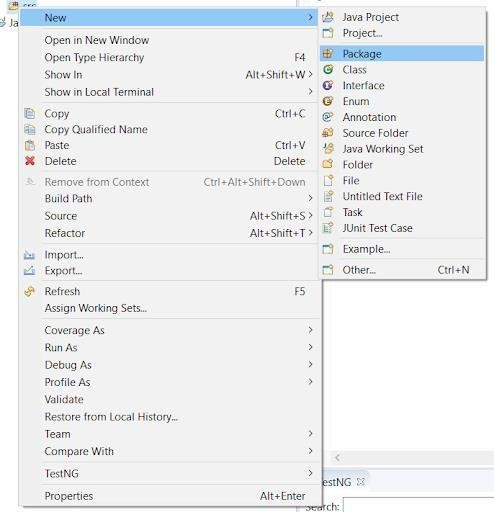 src
Ja
New
Open in New Window
Open Type Hierarchy F4
Show In Alt+Shift+W >
Show in Local Terminal >
Copy Ctrl+C
Copy Qualified Name
Paste Ctrl+V
Delete Delete
Remove from Context Ctrl+Alt+Shift+Down
Build Path >
Source Alt+Shift+S >
Refactor Alt+Shift+T >
Import...
Export...
Refresh F5
Assign Working Sets...
Coverage As >
Run As >
Debug As >
Profile As >
Validate
Restore from Local History...
Team >
Compare With >
TestNG >
Properties Alt+Enter
Java Project
Project...
Package
Class
Interface
Enum
Annotation
Source Folder
Java Working Set
Folder
File
Untitled Text File
Task
JUnit Test Case
Example...
Other... Ctrl+N
estNG
Search: